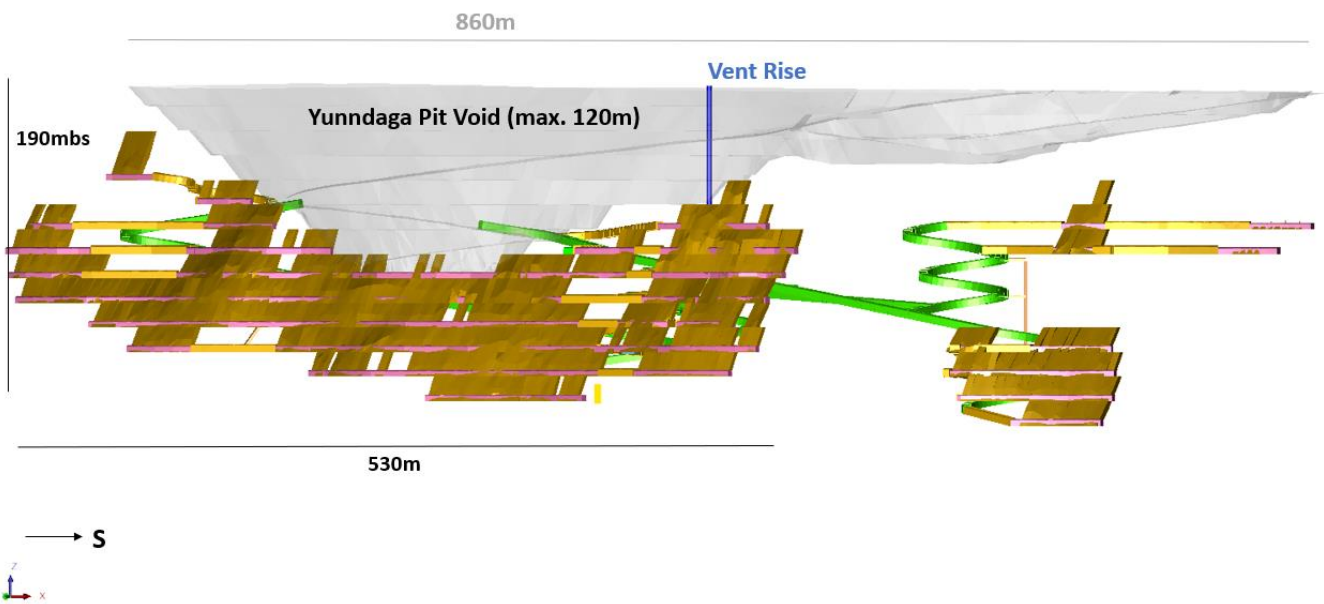 860m
Vent Rise
Yunndaga Pit Void (max. 120m)
190mbs
530m
S
Z
X